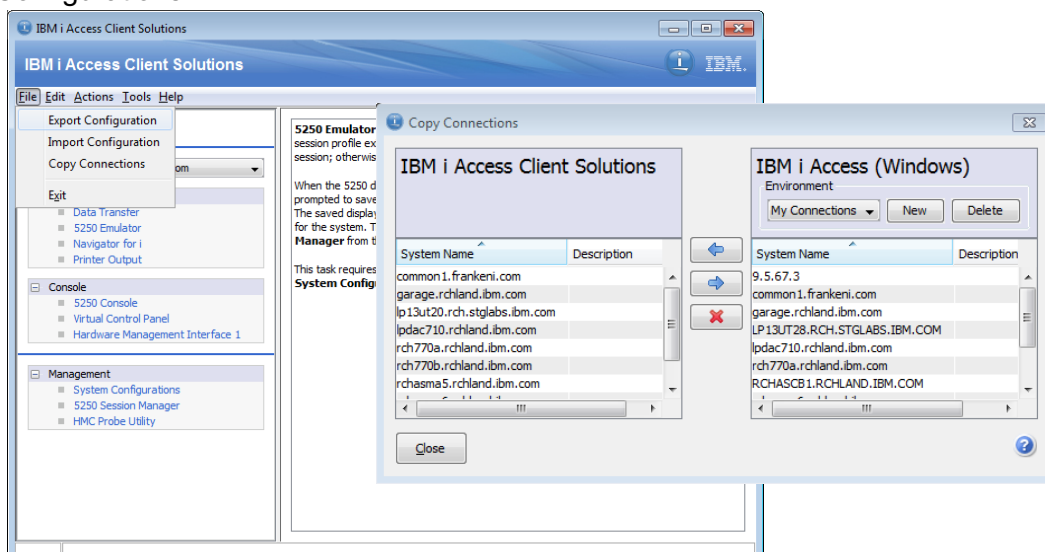 IBM i Access Client Solutions
IBM i Access Client Solutions
IBM.
File Edit Actions Tools Help
Export Configuration
Import Configuration
Copy Connections
Exit
om
Data Transfer
5250 Emulator
Navigator for i
Printer Output
Console
5250 Console
Virtual Control Panel
Hardware Management Interface 1
Management
System Configurations
5250 Session Manager
HMC Probe Utility
5250 Emulator
session profile ex
session; otherwis
When the 5250 d
prompted to save
The saved display
for the system. T
Manager from t
This task requires
System Config
Copy Connections
IBM i Access Client Solutions
System Name Description
common1.frankeni.com
garage.rchland.ibm.com
lp13ut20.rch.stglabs.ibm.com
lpdac710.rchland.ibm.com
rch770a.rchland.ibm.com
rch770b.rchland.ibm.com
rchasma5.rchland.ibm.com
IBM i Access (Windows)
Environment
My Connections New Delete
System Name Description
9.5.67.3
common1.frankeni.com
garage.rchland.ibm.com
LP13UT28.RCH.STGLABS.IBM.COM
lpdac710.rchland.ibm.com
rch770a.rchland.ibm.com
RCHASCB1.RCHLAND.IBM.COM
Close